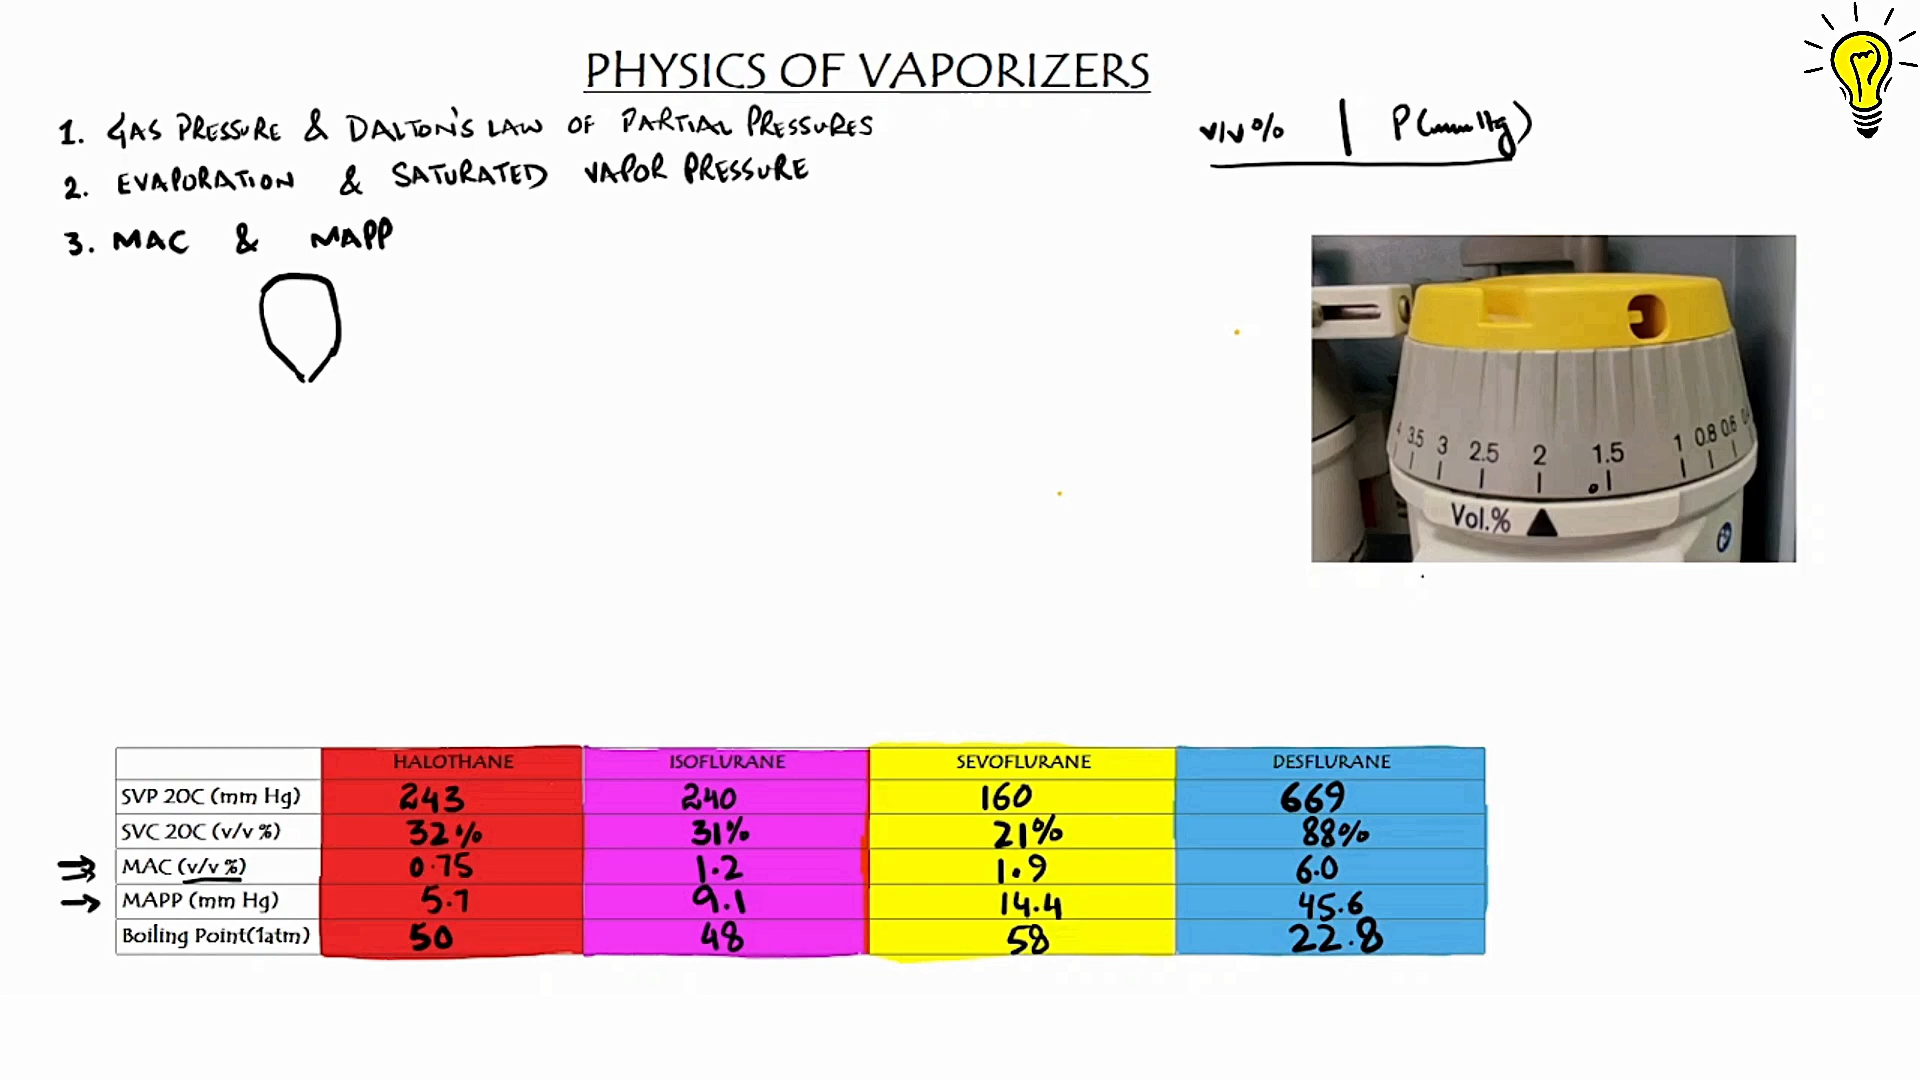 PHYSICS OF VAPORIZERS
1. GAS PRESSURE & DALTON'S LAW OF PARTIAL PRESSURES
2. EVAPORATION & SATURATED VAPOR PRESSURE
3. MAC & MAPP
v/v% | P(mmHg)
4 3.5 3 2.5 2 1.5 1 0.8 0.6
Vol.%
HALOTHANE ISOFLURANE SEVOFLURANE DESFLURANE
SVP 20C (mm Hg) 243 240 160 669
SVC 20C (v/v %) 32% 31% 21% 88%
MAC (v/v %) 0.75 1.2 1.9 6.0
MAPP (mm Hg) 5.7 9.1 14.4 45.6
Boiling Point(1atm) 50 48 58 22.8